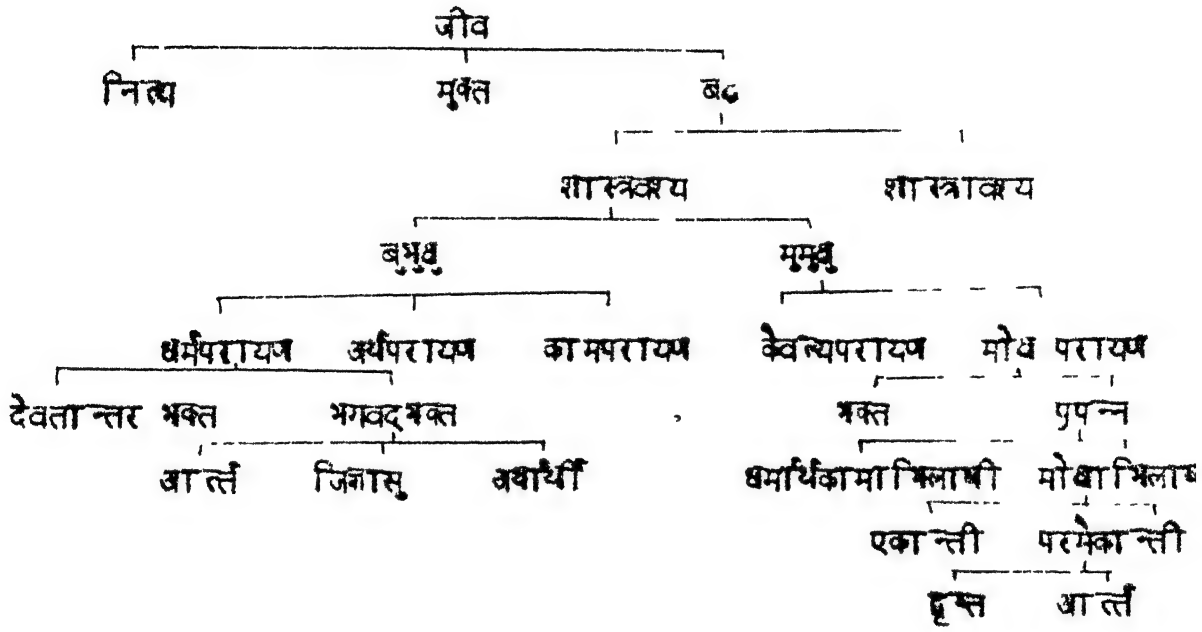 जीव
नित्य मुक्त बद्ध
शास्त्रवश्य शास्त्रावश्य
बुभुक्षु मुमुक्षु
धर्मपरायण अर्थपरायण कामपरायण केवल्यपरायण मोक्ष परायण
देवतान्तर भक्त भगवद्भक्त भक्त प्रपन्न
आर्त्त जिज्ञासु अर्थार्थी धर्मार्थकामाभिलाषी मोक्षाभिलाष
एकान्ती परमेकान्ती
दृप्त आर्त्त